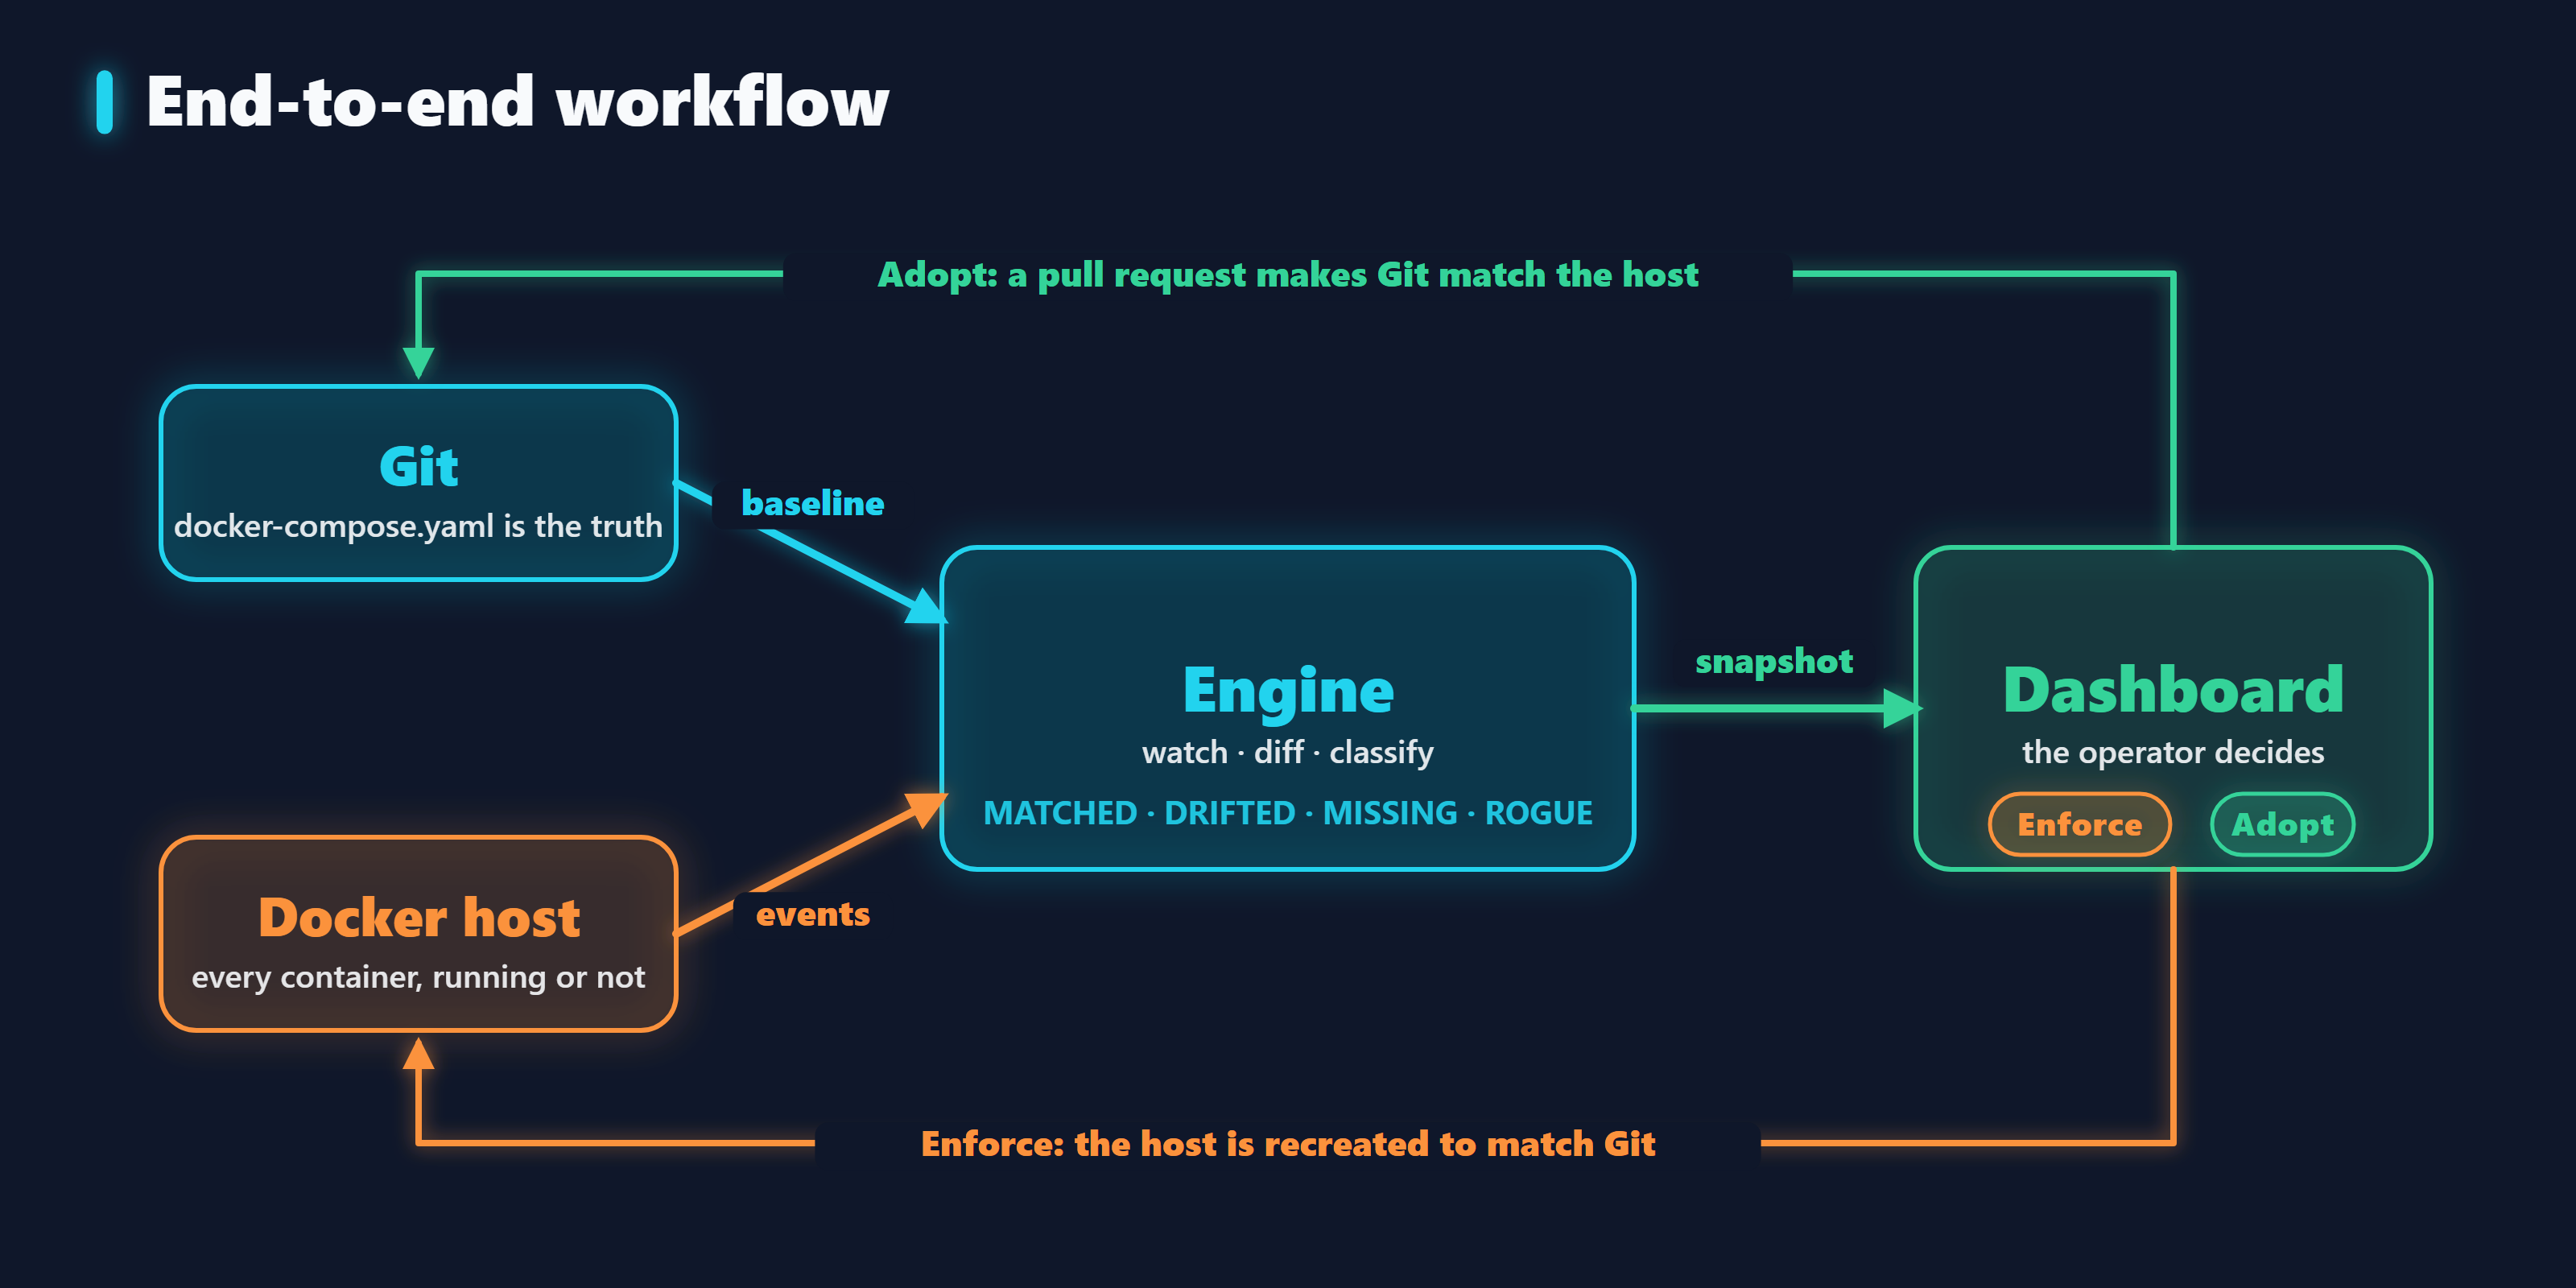 End-to-end workflow
Adopt: a pull request makes Git match the host
Git
docker-compose.yaml is the truth
baseline
Engine
watch · diff · classify
MATCHED · DRIFTED · MISSING · ROGUE
snapshot
Dashboard
the operator decides
Enforce
Adopt
Docker host
every container, running or not
events
Enforce: the host is recreated to match Git